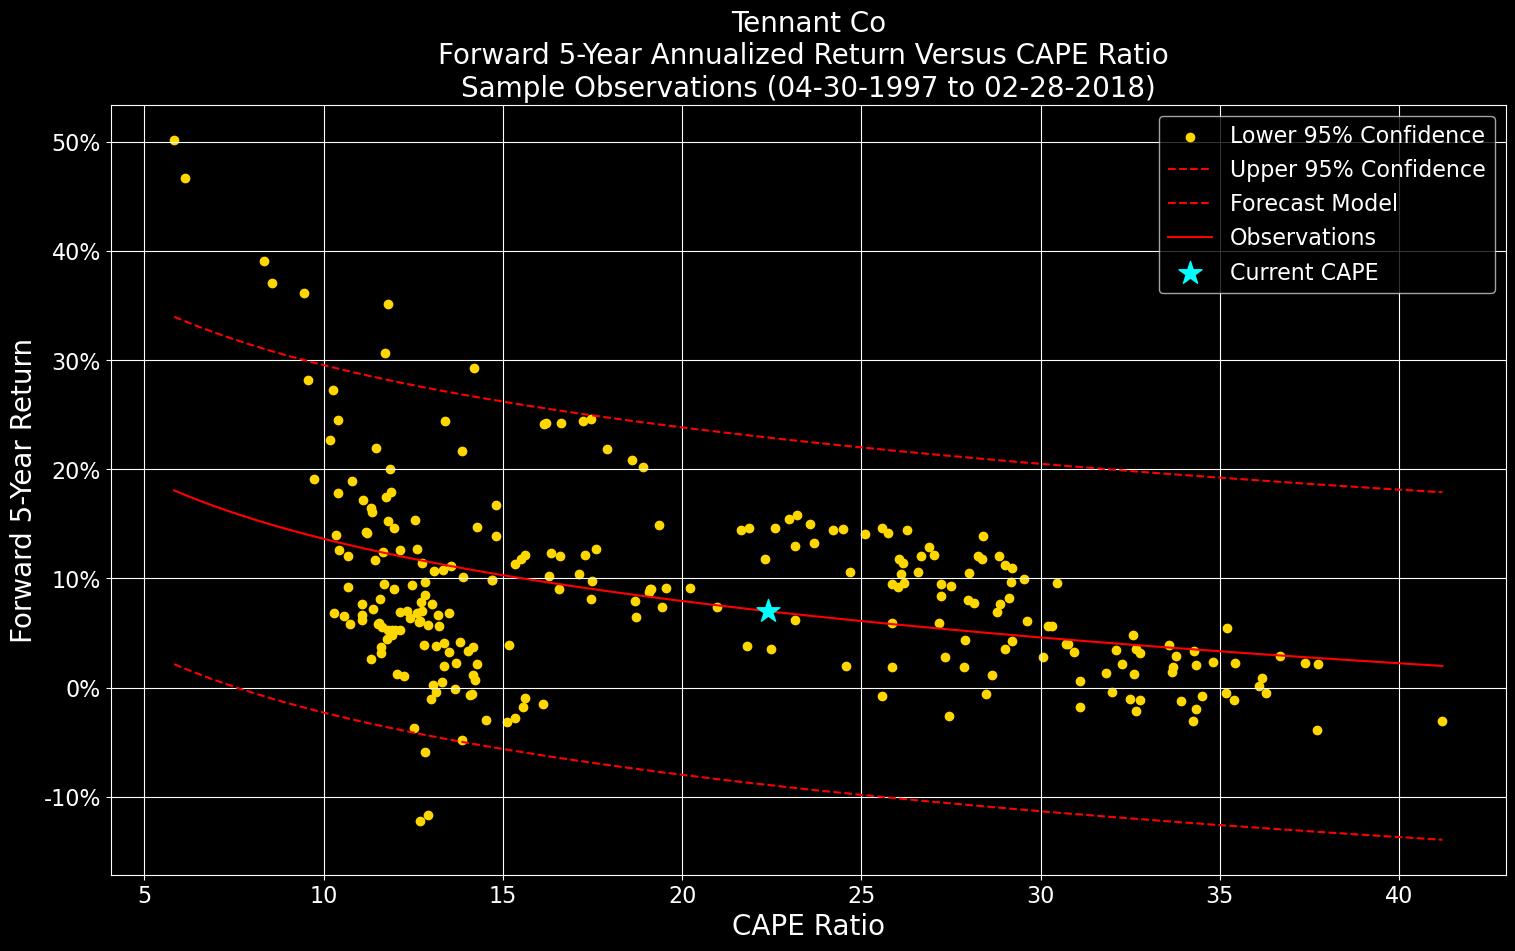 Tennant Co
Forward 5-Year Annualized Return Versus CAPE Ratio
Sample Observations (04-30-1997 to 02-28-2018)
Lower 95% Confidence
Upper 95% Confidence
Forecast Model
Observations
Current CAPE
Forward 5-Year Return
50%
40%
30%
20%
10%
0%
-10%
5 10 15 20 25 30 35 40
CAPE Ratio